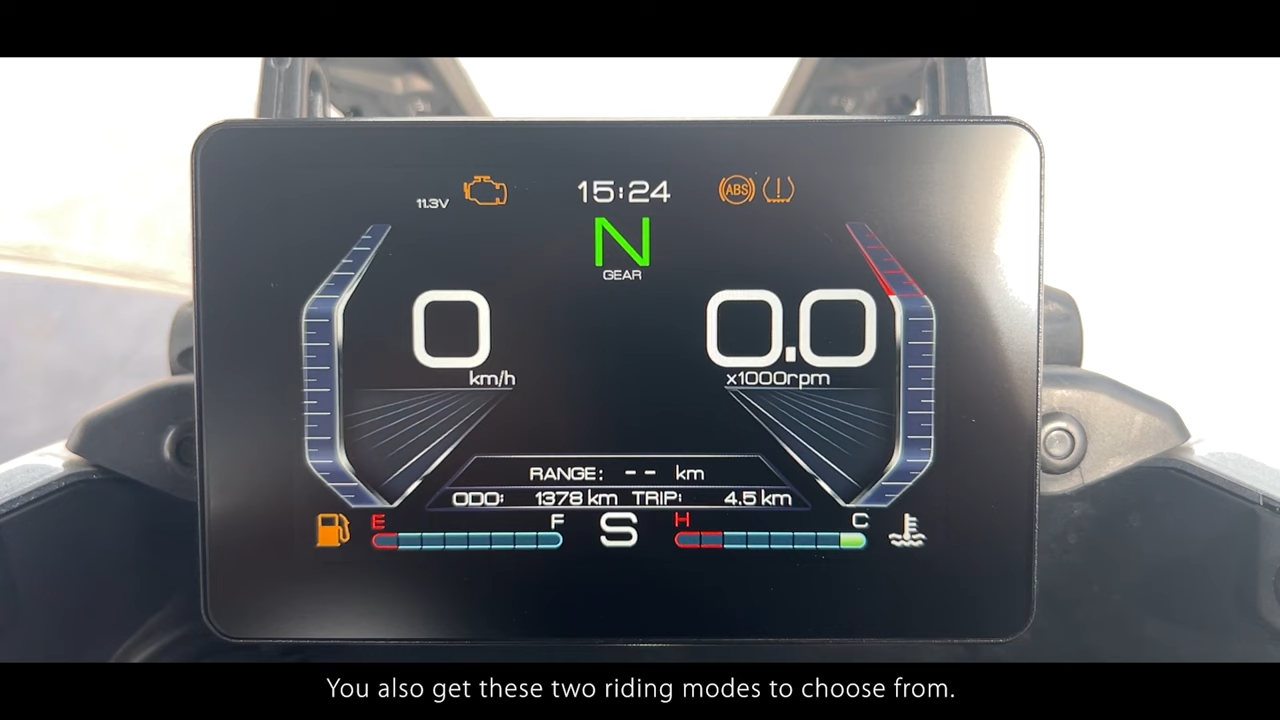 11.3V
15:24
ABS
N
GEAR
0
km/h
0.0
x1000rpm
RANGE: -- km
ODO: 1378 km TRIP: 4.5 km
E F S H C
You also get these two riding modes to choose from.